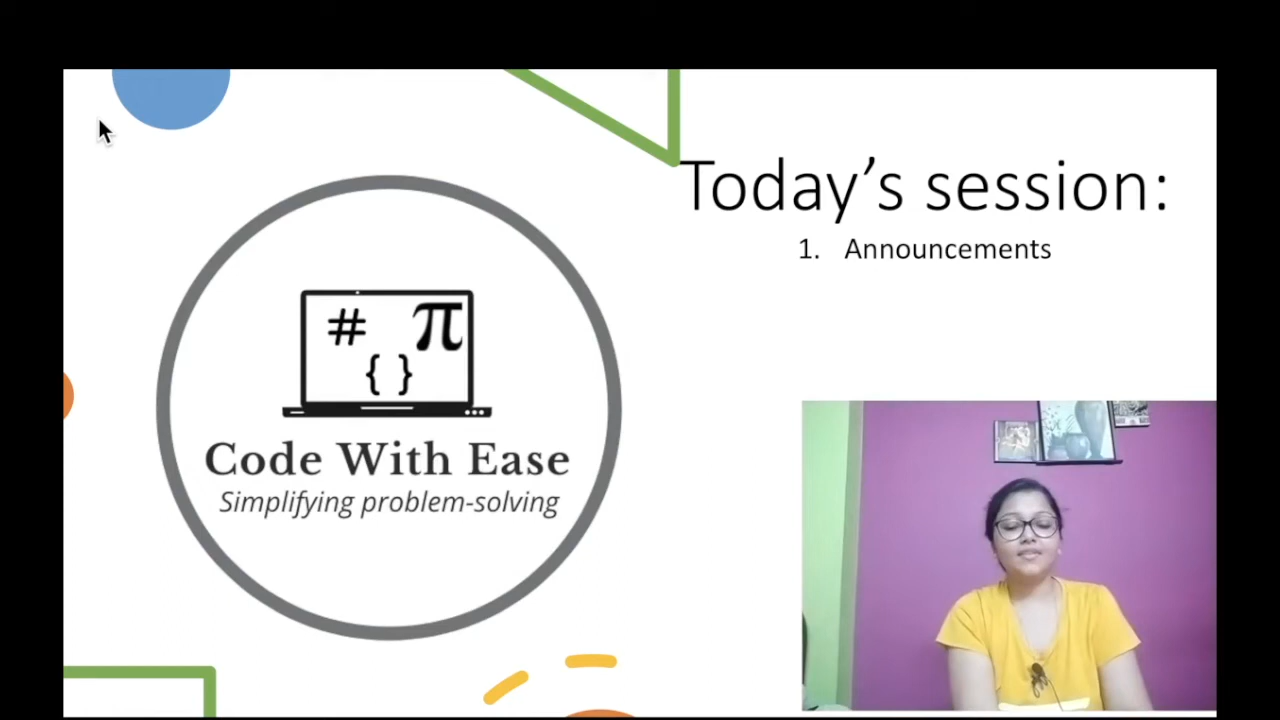 Today’s session:
1. Announcements
# π
{ }
Code With Ease
Simplifying problem-solving